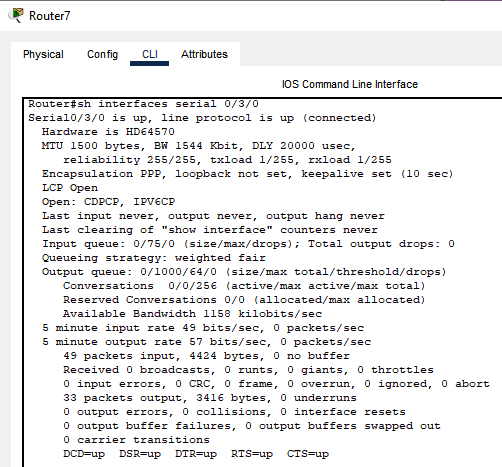 Router7
Physical Config CLI Attributes
IOS Command Line Interface
Router#sh interfaces serial 0/3/0
Serial0/3/0 is up, line protocol is up (connected)
Hardware is HD64570
MTU 1500 bytes, BW 1544 Kbit, DLY 20000 usec,
reliability 255/255, txload 1/255, rxload 1/255
Encapsulation PPP, loopback not set, keepalive set (10 sec)
LCP Open
Open: CDPCP, IPV6CP
Last input never, output never, output hang never
Last clearing of "show interface" counters never
Input queue: 0/75/0 (size/max/drops); Total output drops: 0
Queueing strategy: weighted fair
Output queue: 0/1000/64/0 (size/max total/threshold/drops)
Conversations 0/0/256 (active/max active/max total)
Reserved Conversations 0/0 (allocated/max allocated)
Available Bandwidth 1158 kilobits/sec
5 minute input rate 49 bits/sec, 0 packets/sec
5 minute output rate 57 bits/sec, 0 packets/sec
49 packets input, 4424 bytes, 0 no buffer
Received 0 broadcasts, 0 runts, 0 giants, 0 throttles
0 input errors, 0 CRC, 0 frame, 0 overrun, 0 ignored, 0 abort
33 packets output, 3416 bytes, 0 underruns
0 output errors, 0 collisions, 0 interface resets
0 output buffer failures, 0 output buffers swapped out
0 carrier transitions
DCD=up DSR=up DTR=up RTS=up CTS=up